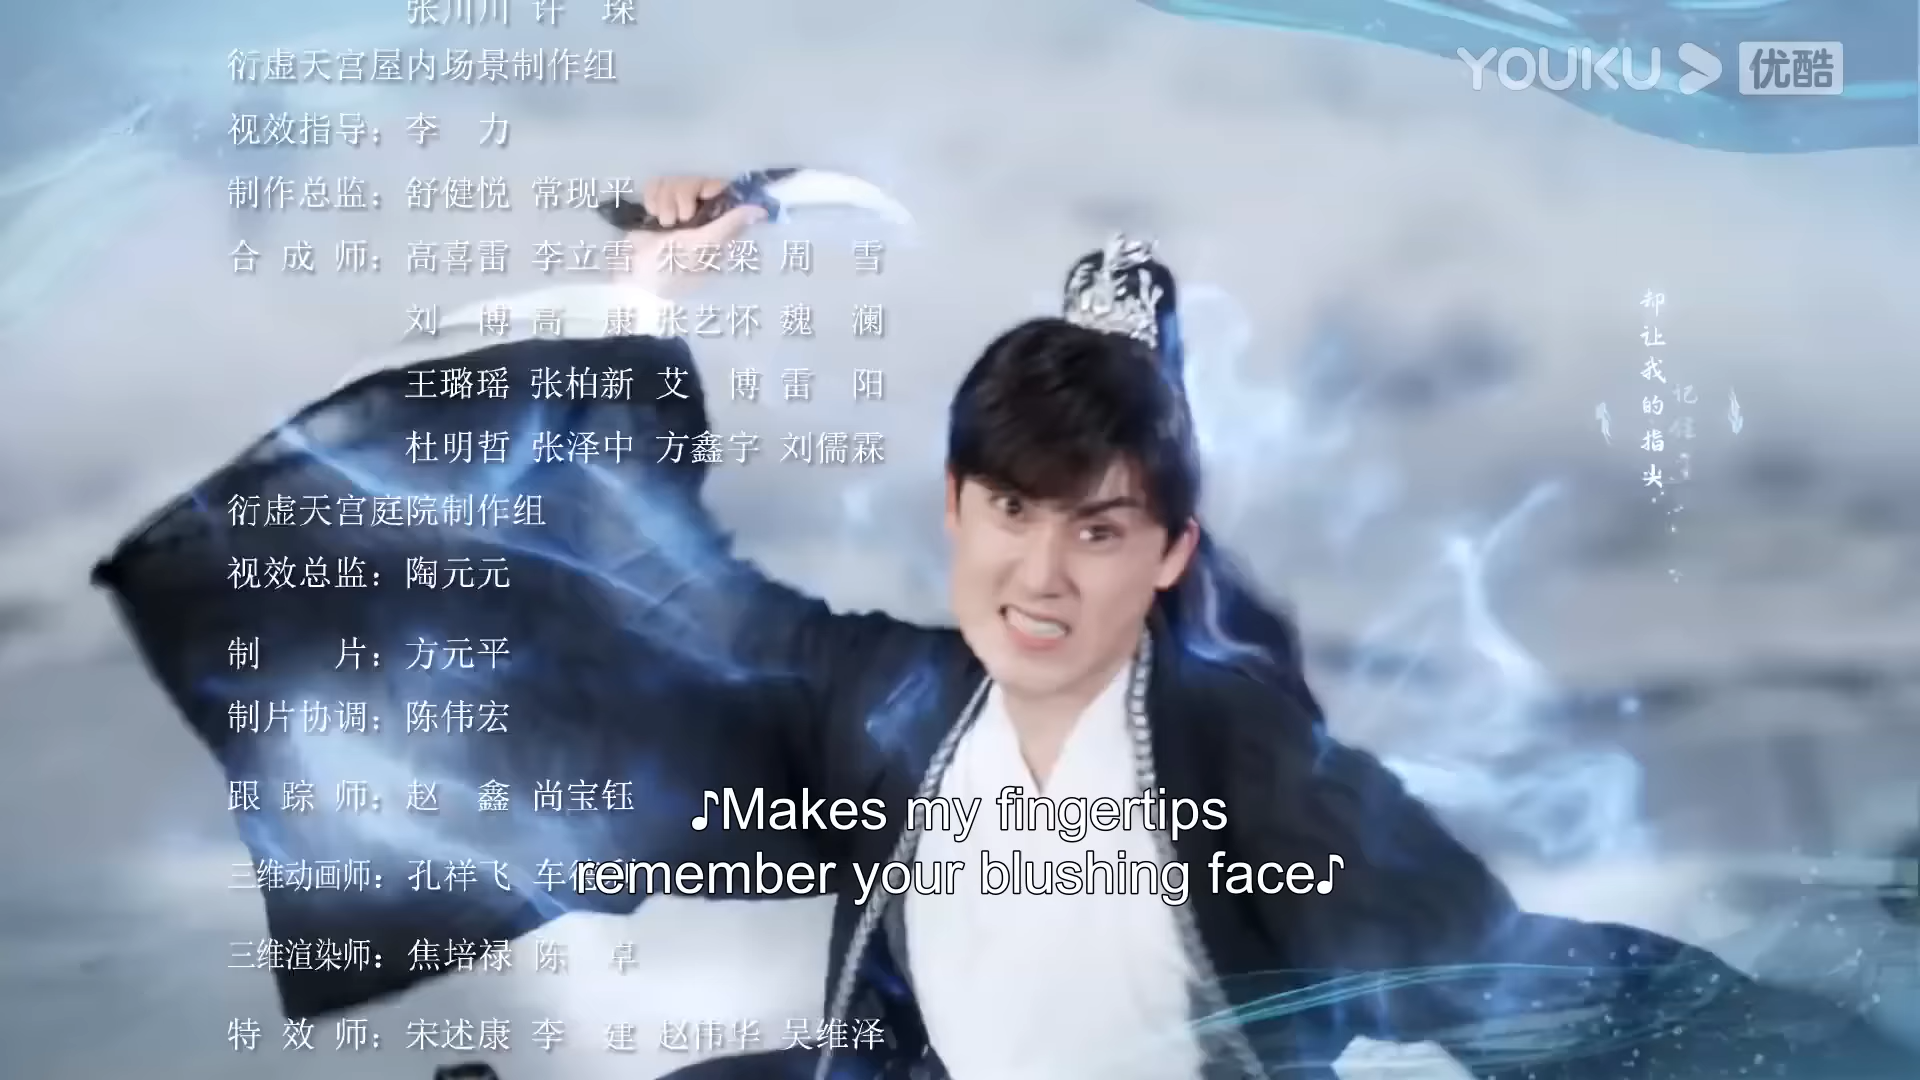 张川川 许 琛
衍虚天宫屋内场景制作组
视效指导：李 力
制作总监：舒健悦 常现平
合成师：高喜雷 李立雪 朱安梁 周 雪
刘 博 高 康 张艺怀 魏 澜
王璐瑶 张柏新 艾 博 雷 阳
杜明哲 张泽中 方鑫宇 刘儒霖
衍虚天宫庭院制作组
视效总监：陶元元
制 片：方元平
制片协调：陈伟宏
跟踪师：赵 鑫 尚宝钰
三维动画师：孔祥飞 车
三维渲染师：焦培禄 陈 卓
特效师：宋述康 李 建 赵伟华 吴维泽
YOUKU 优酷
却让我的指尖
记住
♪Makes my fingertips
remember your blushing face♪